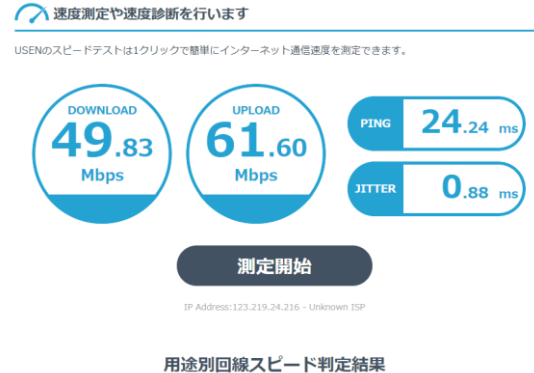 速度測定や速度診断を行います
USENのスピードテストは1クリックで簡単にインターネット通信速度を測定できます。
DOWNLOAD
49.83
Mbps
UPLOAD
61.60
Mbps
PING 24.24 ms
JITTER 0.88 ms
測定開始
IP Address:123.219.24.216 - Unknown ISP
用途別回線スピード判定結果